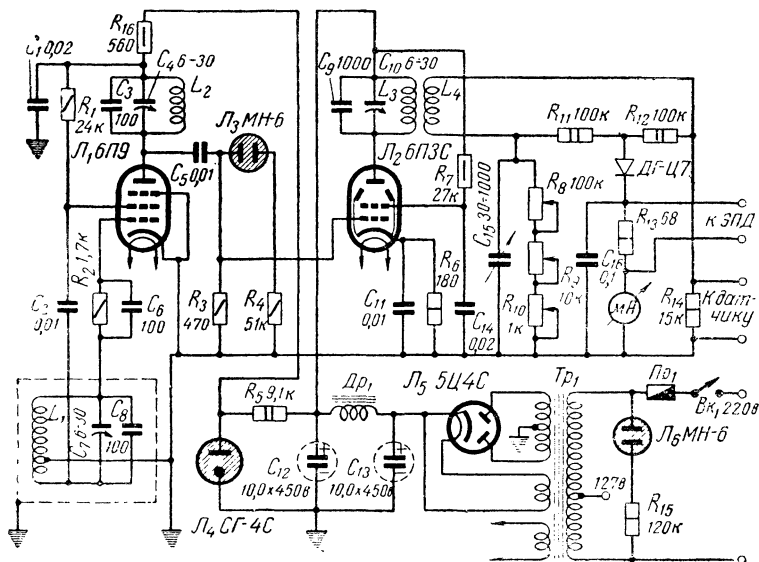 R16
560
C1 0,02
C4 6÷30
C3
100
L2
R1
24к
Л1 6П9
Л3 МН-6
C5 0,01
C9 1000
C10 6÷30
L3
L4
Л2 6П3С
R7
27к
R11 100к
R12 100к
ДГ-Ц7
R8 100к
R13 68
к ЭПД
C15 30÷1000
R2 1,7к
C2
0,01
C6
100
R3
470
R4
51к
C11
0,01
R6
180
C14
0,02
R9
10к
R10
1к
C16
0,1
мА
R14
15к
К дат-
чику
L1
C7 6÷30
C8
100
R5 9,1к
Др1
Л5 5Ц4С
Тр1
Пр1
Вк1 220в
Л6 МН-6
127в
R15
120к
C12
10,0×450в
C13
10,0×450в
Л4 СГ-4С